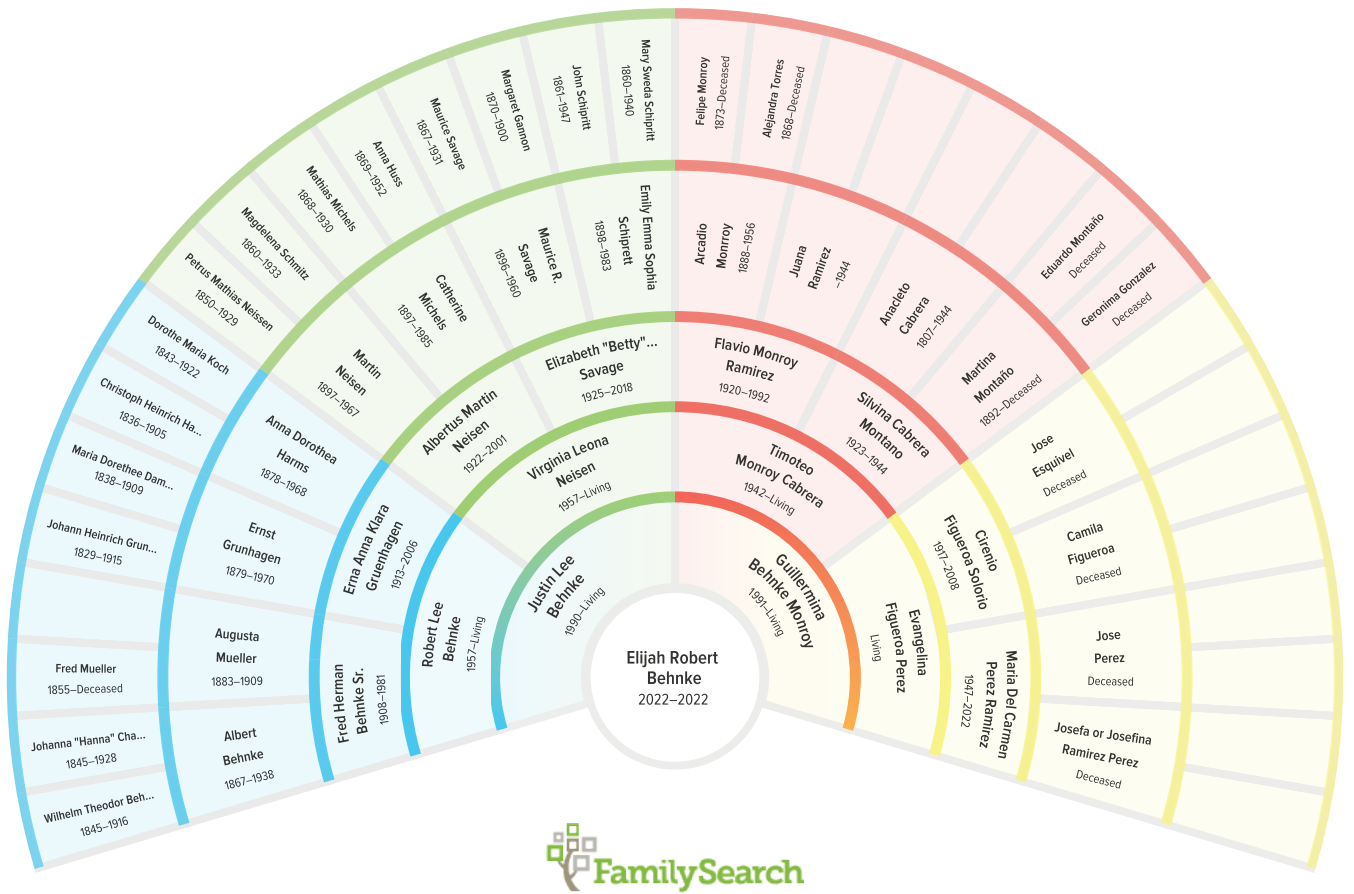 Elijah Robert
Behnke
2022–2022
Justin Lee
Behnke
1990–Living
Guillermina
Behnke Monroy
1991–Living
Robert Lee
Behnke
1957–Living
Virginia Leona
Neisen
1957–Living
Timoteo
Monroy Cabrera
1942–Living
Evangelina
Figueroa Perez
Living
Fred Herman
Behnke Sr.
1908–1981
Erna Anna Klara
Gruenhagen
1913–2006
Albertus Martin
Neisen
1922–2001
Elizabeth "Betty"...
Savage
1925–2018
Flavio Monroy
Ramirez
1920–1992
Silvina Cabrera
Montano
1923–1944
Cirenio
Figueroa Solorio
1917–2008
Maria Del Carmen
Perez Ramirez
1947–2022
Albert
Behnke
1867–1938
Augusta
Mueller
1883–1909
Ernst
Grunhagen
1879–1970
Anna Dorothea
Harms
1878–1968
Martin
Neisen
1897–1967
Catherine
Michels
1897–1985
Maurice R.
Savage
1896–1960
Emily Emma Sophia
Schiprett
1898–1983
Arcadio
Monrroy
1888–1956
Juana
Ramirez
–1944
Anacleto
Cabrera
1807–1944
Martina
Montaño
1892–Deceased
Jose
Esquivel
Deceased
Camila
Figueroa
Deceased
Jose
Perez
Deceased
Josefa or Josefina
Ramirez Perez
Deceased
Wilhelm Theodor Beh...
1845–1916
Johanna "Hanna" Cha...
1845–1928
Fred Mueller
1855–Deceased
Johann Heinrich Grun...
1829–1915
Maria Dorethee Dam...
1838–1909
Christoph Heinrich Ha...
1836–1905
Dorothe Maria Koch
1843–1922
Petrus Mathias Neissen
1850–1929
Magdelena Schmitz
1860–1933
Mathias Michels
1868–1930
Anna Huss
1869–1952
Maurice Savage
1867–1931
Margaret Gannon
1870–1900
John Schipritt
1861–1947
Mary Sweda Schipritt
1860–1940
Felipe Monroy
1873–Deceased
Alejandra Torres
1868–Deceased
Eduardo Montaño
Deceased
Geronima Gonzalez
Deceased
FamilySearch